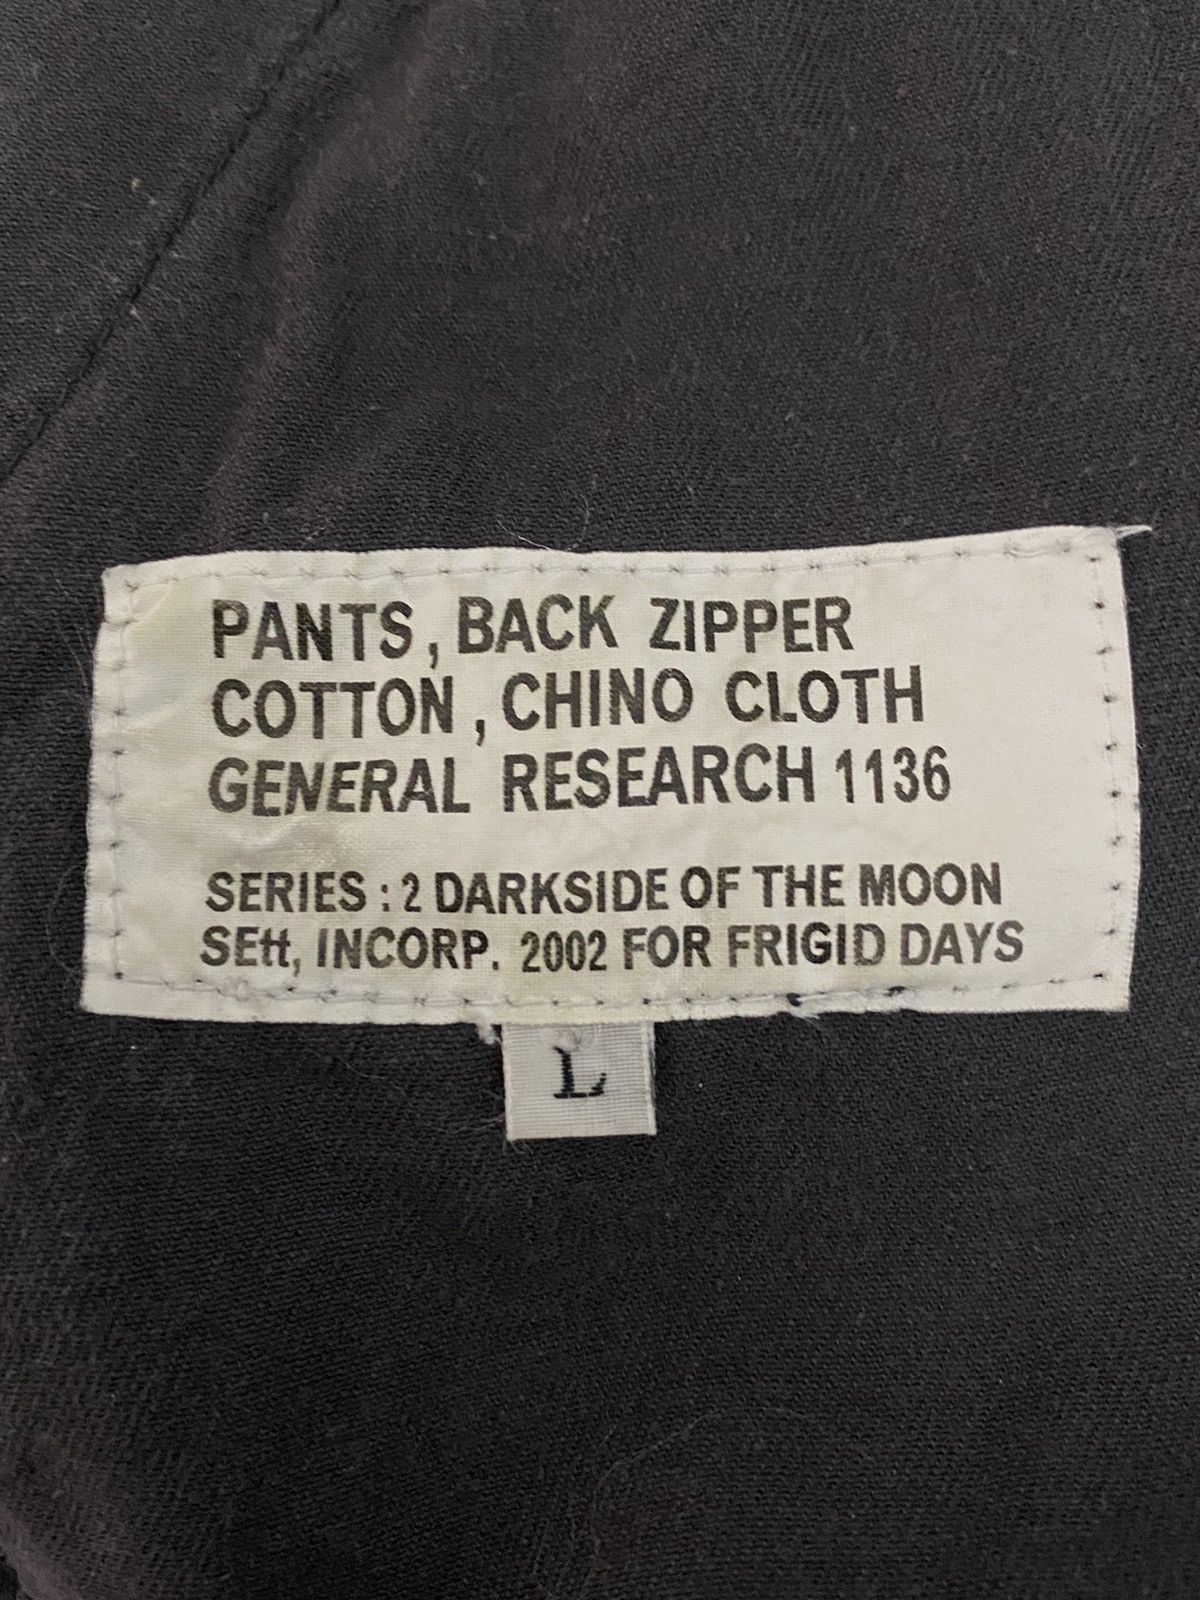 PANTS, BACK ZIPPER
COTTON, CHINO CLOTH
GENERAL RESEARCH 1136
SERIES : 2 DARKSIDE OF THE MOON
SEtt, INCORP. 2002 FOR FRIGID DAYS
L